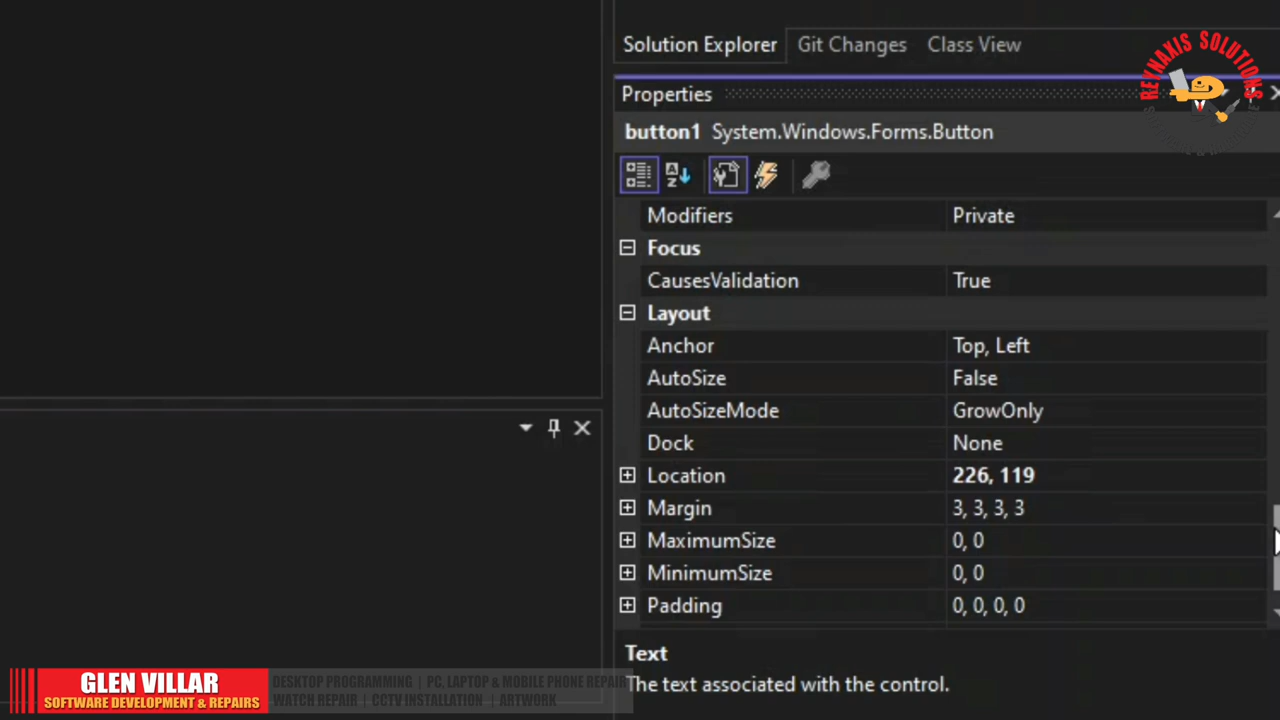 Solution Explorer Git Changes Class View
REYNAXIS SOLUTIONS
Properties
button1 System.Windows.Forms.Button
Modifiers Private
Focus
CausesValidation True
Layout
Anchor Top, Left
AutoSize False
AutoSizeMode GrowOnly
Dock None
Location 226, 119
Margin 3, 3, 3, 3
MaximumSize 0, 0
MinimumSize 0, 0
Padding 0, 0, 0, 0
Text
The text associated with the control.
GLEN VILLAR
SOFTWARE DEVELOPMENT & REPAIRS
DESKTOP PROGRAMMING | PC, LAPTOP & MOBILE PHONE REPAIR
WATCH REPAIR | CCTV INSTALLATION | ARTWORK